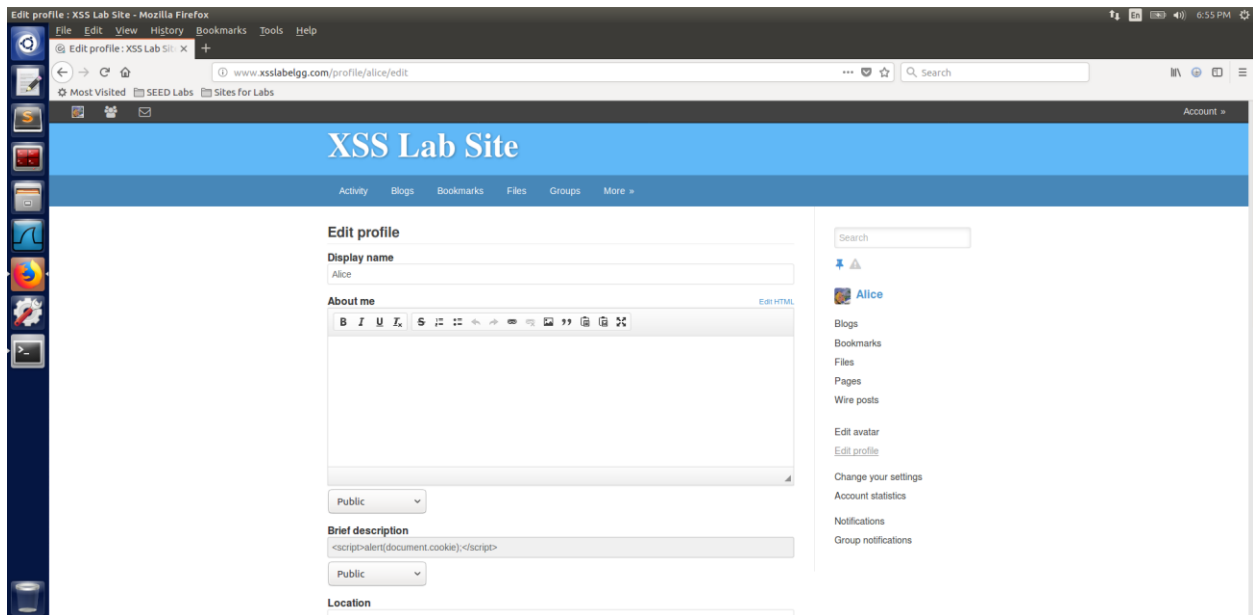 Edit profile : XSS Lab Site - Mozilla Firefox
En
6:55 PM
File Edit View History Bookmarks Tools Help
Edit profile : XSS Lab Sit
www.xsslabelgg.com/profile/alice/edit
Search
Most Visited SEED Labs Sites for Labs
Account »
XSS Lab Site
Activity Blogs Bookmarks Files Groups More »
Edit profile
Display name
Alice
About me
Edit HTML
B I U Ix S
Public
Brief description
<script>alert(document.cookie);</script>
Public
Location
Search
Alice
Blogs
Bookmarks
Files
Pages
Wire posts
Edit avatar
Edit profile
Change your settings
Account statistics
Notifications
Group notifications